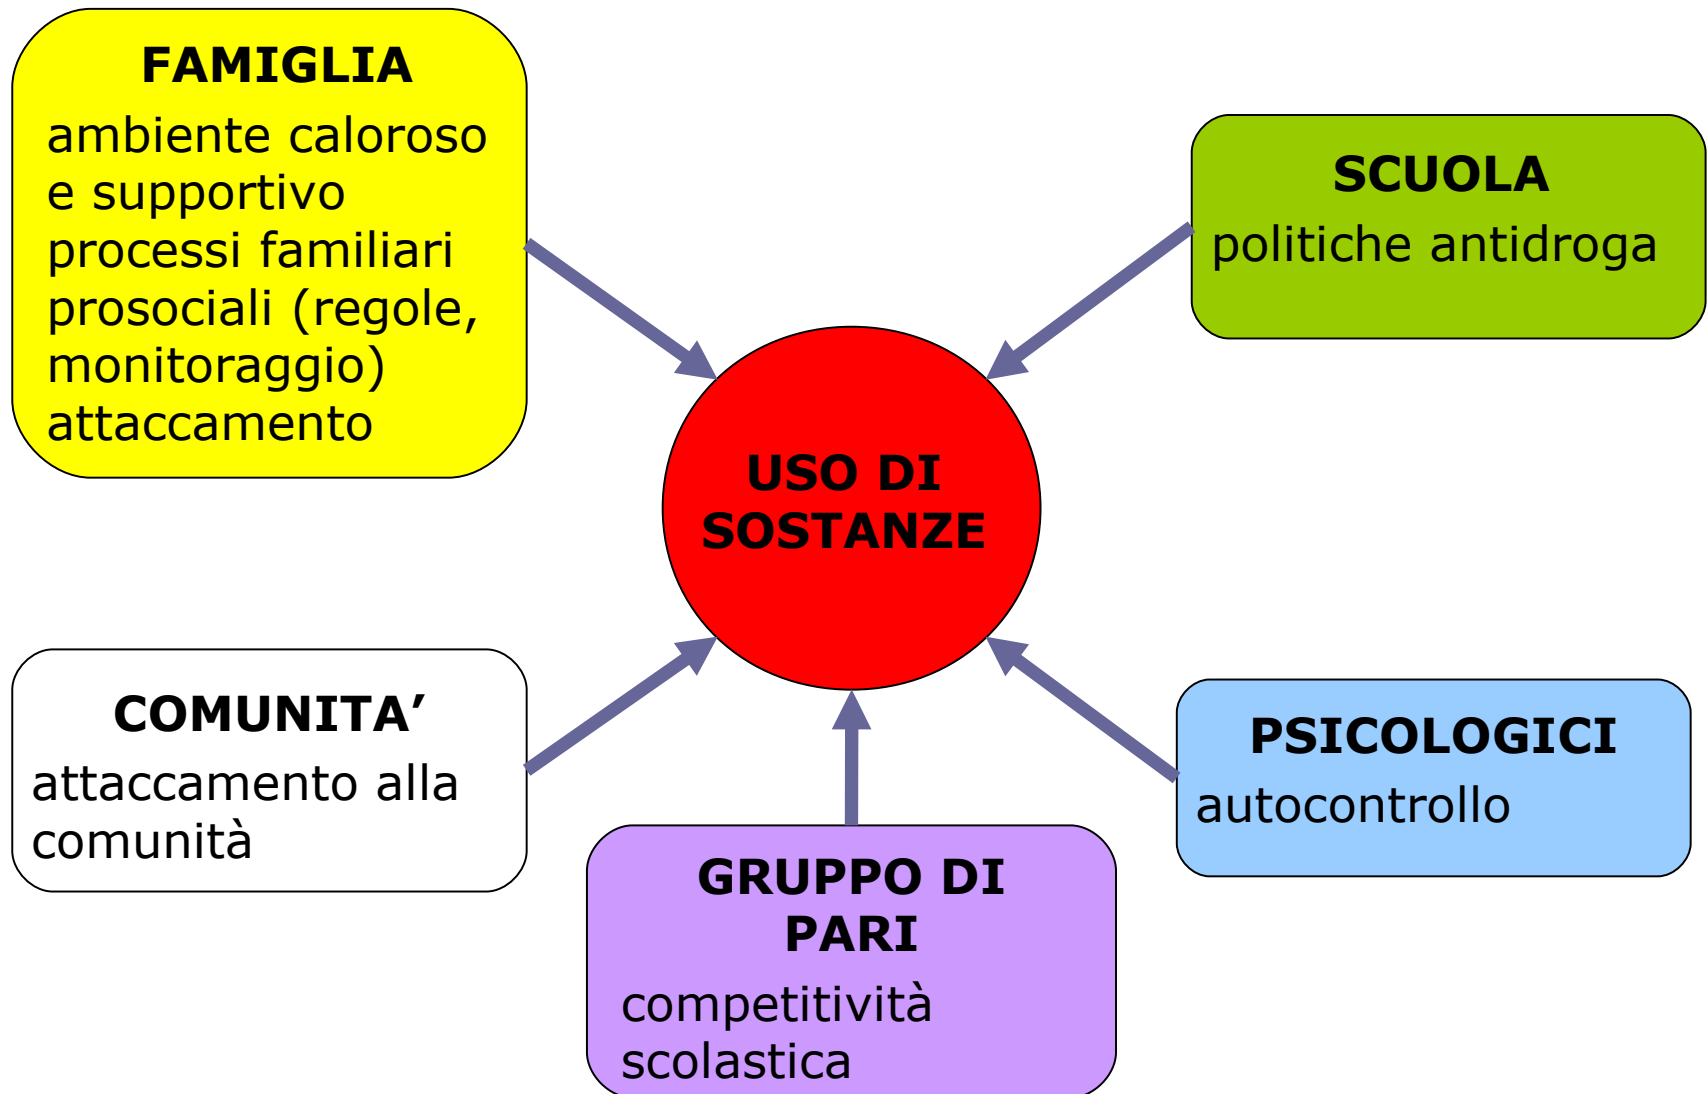 FAMIGLIA
ambiente caloroso
e supportivo
processi familiari
prosociali (regole,
monitoraggio)
attaccamento
SCUOLA
politiche antidroga
USO DI
SOSTANZE
COMUNITA’
attaccamento alla
comunità
PSICOLOGICI
autocontrollo
GRUPPO DI
PARI
competitività
scolastica